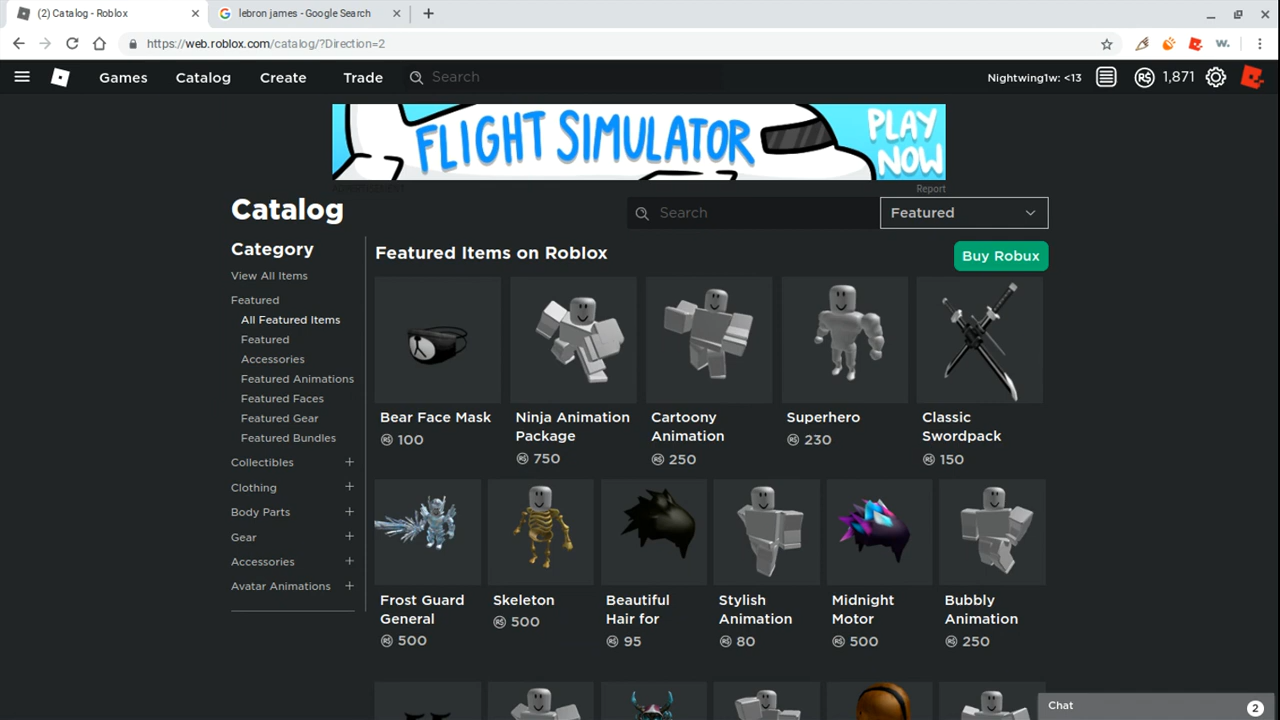 (2) Catalog - Roblox
lebron james - Google Search
https://web.roblox.com/catalog/?Direction=2
w.
Games
Catalog
Create
Trade
Search
Nightwing1w: <13
1,871
FLIGHT SIMULATOR
PLAY
NOW
ADVERTISEMENT
Report
Catalog
Search
Featured
Category
View All Items
Featured
All Featured Items
Featured
Accessories
Featured Animations
Featured Faces
Featured Gear
Featured Bundles
Collectibles +
Clothing +
Body Parts +
Gear +
Accessories +
Avatar Animations +
Featured Items on Roblox
Buy Robux
Bear Face Mask
100
Ninja Animation
Package
750
Cartoony
Animation
250
Superhero
230
Classic
Swordpack
150
Frost Guard
General
500
Skeleton
500
Beautiful
Hair for
95
Stylish
Animation
80
Midnight
Motor
500
Bubbly
Animation
250
Chat
2